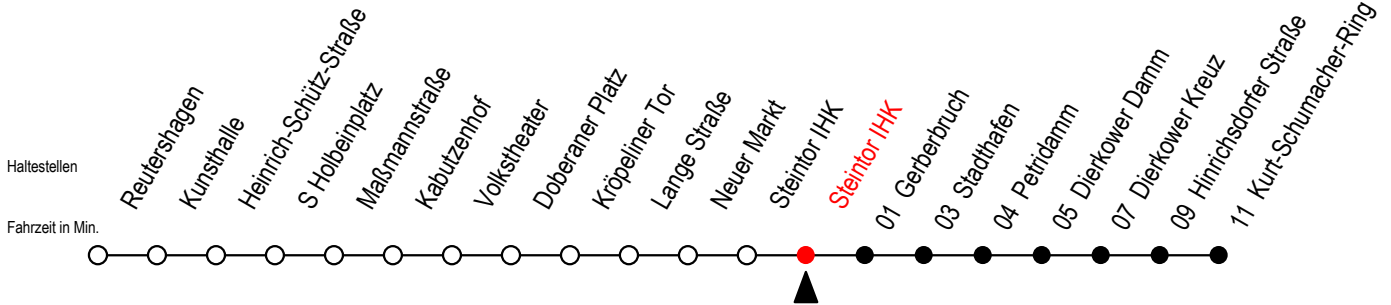 Haltestellen
Reutershagen
Kunsthalle
Heinrich-Schütz-Straße
S Holbeinplatz
Maßmannstraße
Kabutzenhof
Volkstheater
Doberaner Platz
Kröpeliner Tor
Lange Straße
Neuer Markt
Steintor IHK
Steintor IHK
01 Gerberbruch
03 Stadthafen
04 Petridamm
05 Dierkower Damm
07 Dierkower Kreuz
09 Hinrichsdorfer Straße
11 Kurt-Schumacher-Ring
Fahrzeit in Min.